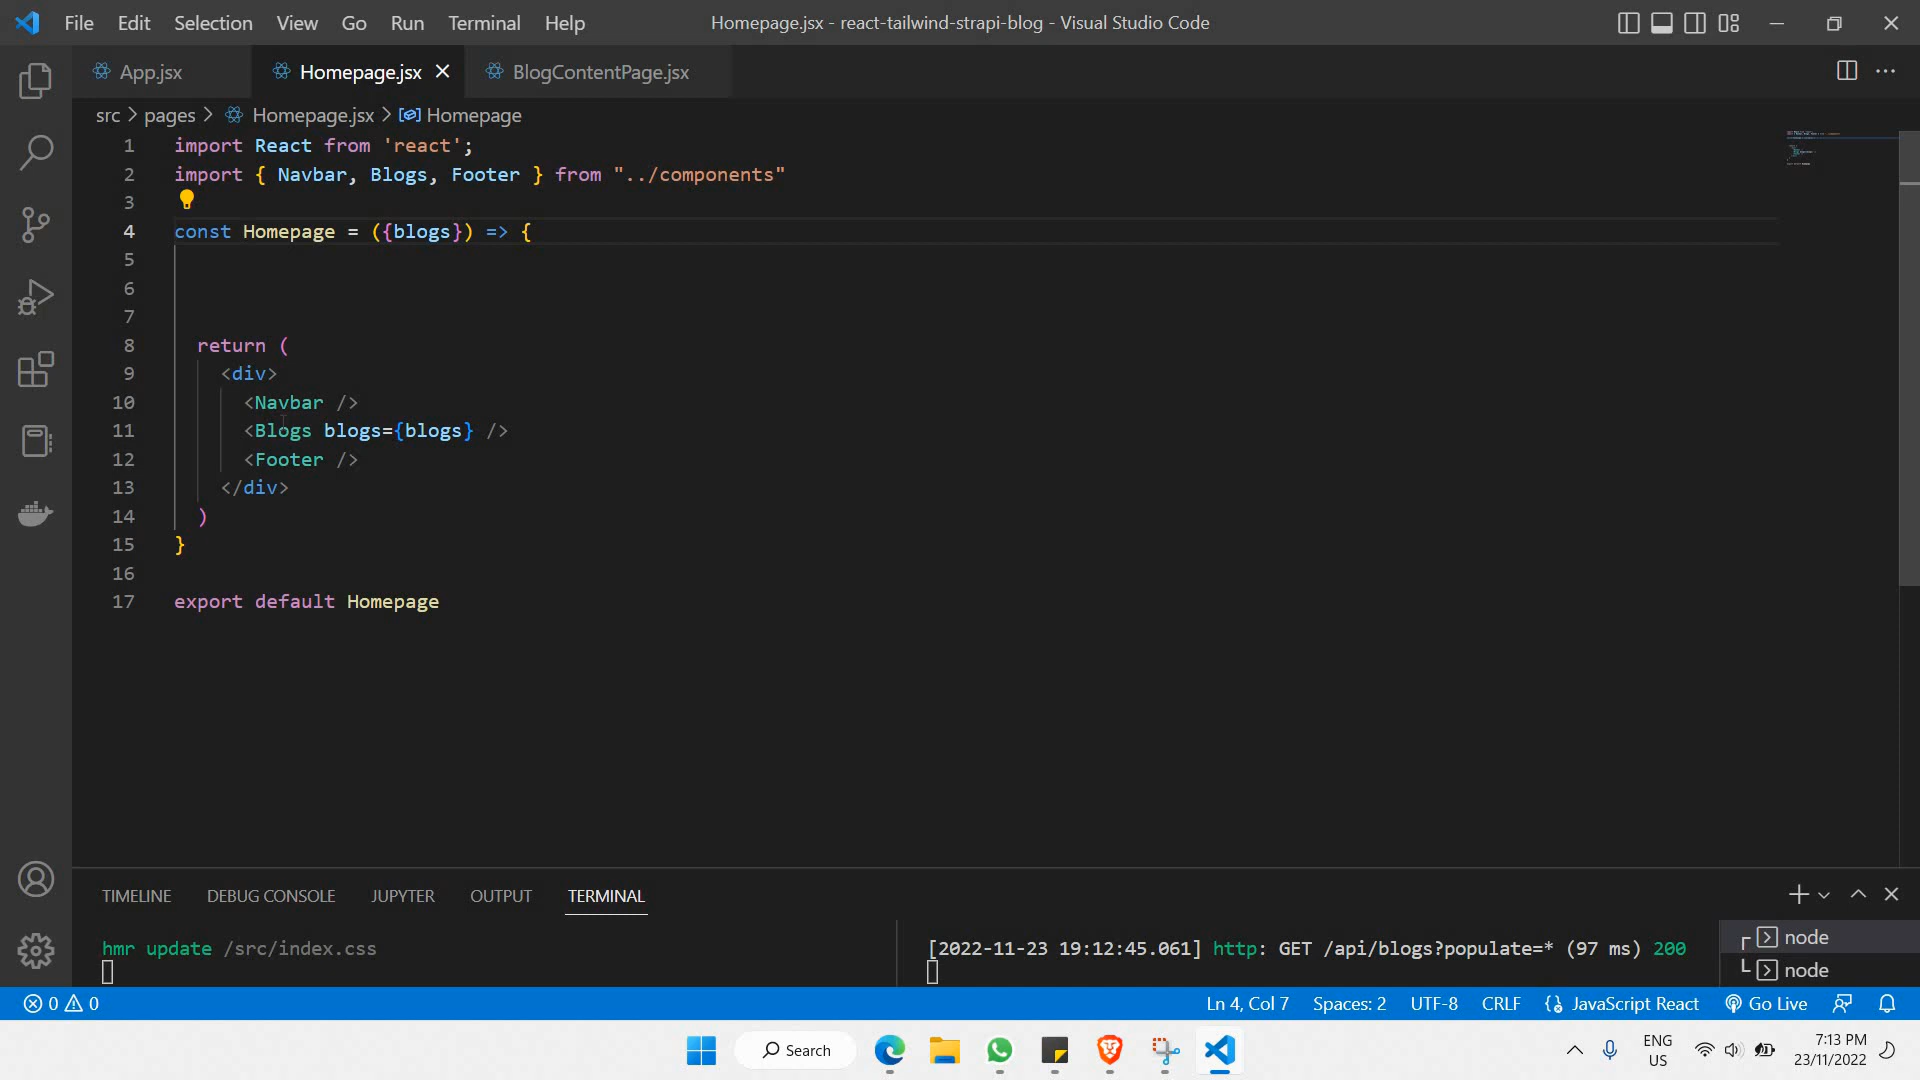 File Edit Selection View Go Run Terminal Help
Homepage.jsx - react-tailwind-strapi-blog - Visual Studio Code
App.jsx Homepage.jsx BlogContentPage.jsx
src > pages > Homepage.jsx > Homepage
1 import React from 'react';
2 import { Navbar, Blogs, Footer } from "../components"
3
4 const Homepage = ({blogs}) => {
5
6
7
8 return (
9 <div>
10 <Navbar />
11 <Blogs blogs={blogs} />
12 <Footer />
13 </div>
14 )
15 }
16
17 export default Homepage
TIMELINE DEBUG CONSOLE JUPYTER OUTPUT TERMINAL
hmr update /src/index.css
[2022-11-23 19:12:45.061] http: GET /api/blogs?populate=* (97 ms) 200
node
node
0 0
Ln 4, Col 7 Spaces: 2 UTF-8 CRLF JavaScript React Go Live
Search
ENG
US
7:13 PM
23/11/2022